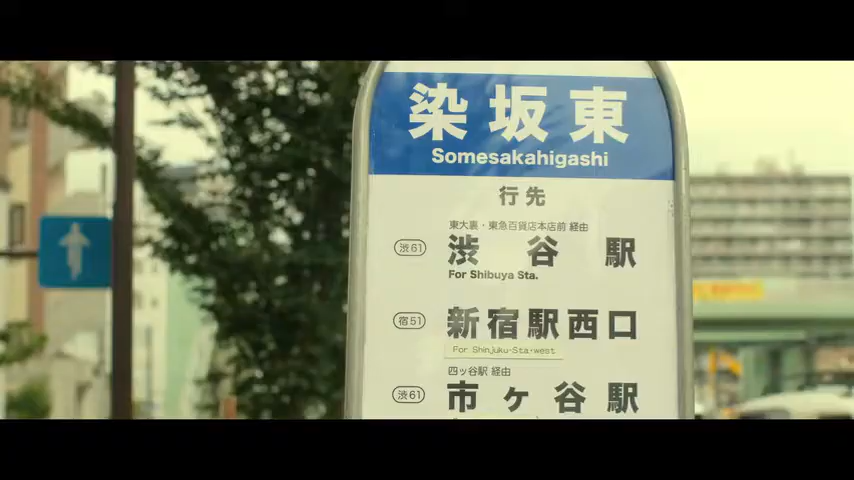 染坂東
Somesakahigashi
行先
東大裏・東急百貨店本店前 経由
渋61 渋谷駅
For Shibuya Sta.
宿51 新宿駅西口
For Shinjuku-Sta-west
四ッ谷駅 経由
渋61 市ヶ谷駅